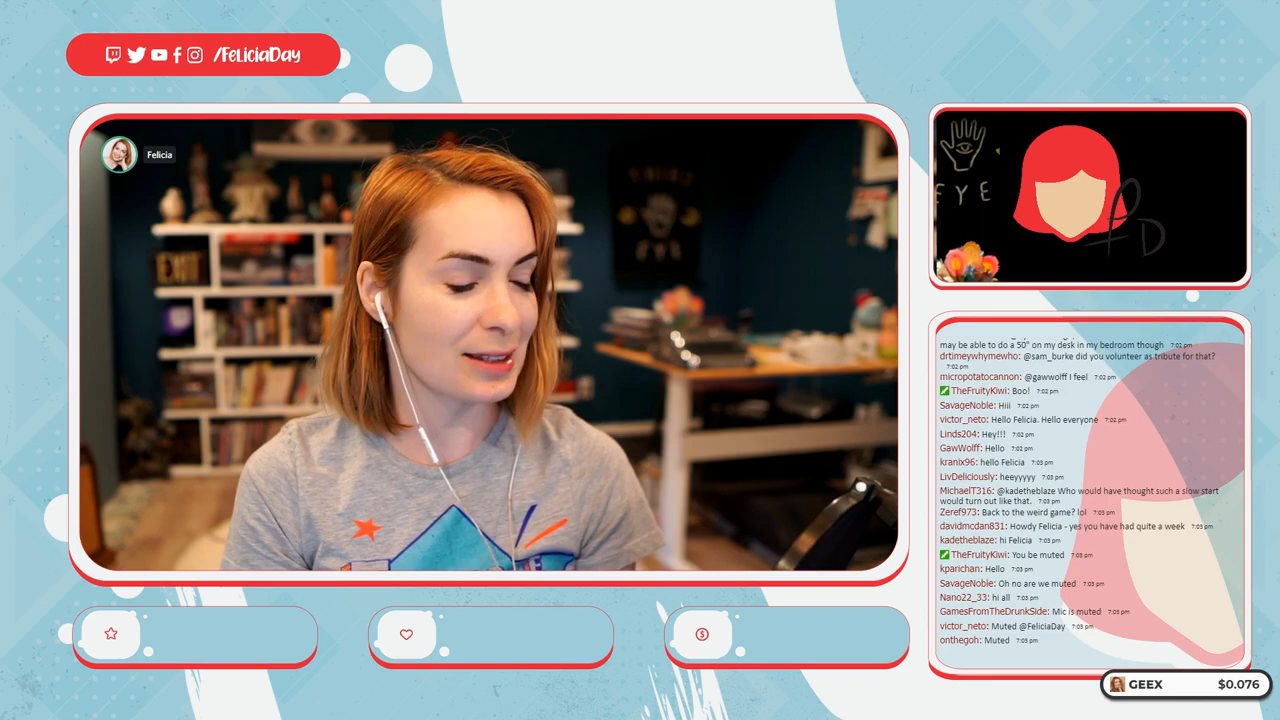 /FeliciaDay
Felicia
EXIT
THIRD
EYE
EYE
D
may be able to do a 50" on my desk in my bedroom though 7:02 pm
drtimeywhymewho: @sam_burke did you volunteer as tribute for that?
7:02 pm
micropotatocannon: @gawwolff I feel 7:02 pm
TheFruityKiwi: Boo! 7:02 pm
SavageNoble: Hiii 7:02 pm
victor_neto: Hello Felicia. Hello everyone 7:02 pm
Linds204: Hey!!! 7:02 pm
GawWolff: Hello 7:02 pm
kranix96: hello Felicia 7:03 pm
LivDeliciously: heeyyyyy 7:03 pm
MichaelT316: @kadetheblaze Who would have thought such a slow start
would turn out like that. 7:03 pm
Zeref973: Back to the weird game? lol 7:03 pm
davidmcdan831: Howdy Felicia - yes you have had quite a week 7:03 pm
kadetheblaze: hi Felicia 7:03 pm
TheFruityKiwi: You be muted 7:03 pm
kparichan: Hello 7:03 pm
SavageNoble: Oh no are we muted 7:03 pm
Nano22_33: hi all 7:03 pm
GamesFromTheDrunkSide: Mic is muted 7:03 pm
victor_neto: Muted @FeliciaDay 7:03 pm
onthegoh: Muted 7:03 pm
GEEX $0.076